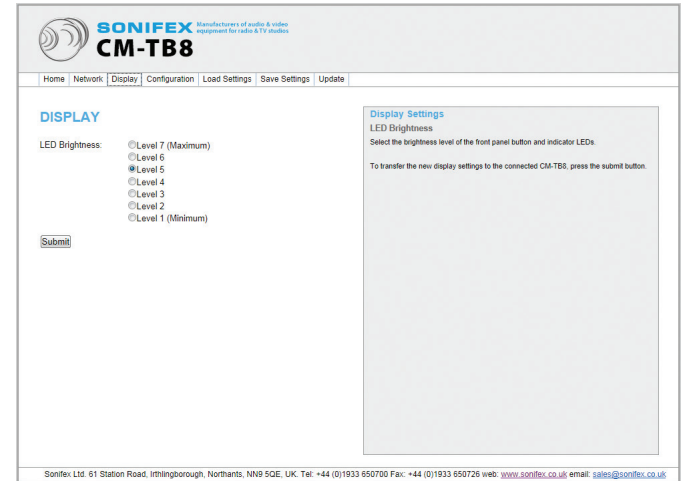 SONIFEX Manufacturers of audio & video
equipment for radio & TV studios
CM-TB8
Home Network Display Configuration Load Settings Save Settings Update
DISPLAY
LED Brightness: Level 7 (Maximum)
Level 6
Level 5
Level 4
Level 3
Level 2
Level 1 (Minimum)
Submit
Display Settings
LED Brightness
Select the brightness level of the front panel button and indicator LEDs.
To transfer the new display settings to the connected CM-TB8, press the submit button.
Sonifex Ltd. 61 Station Road, Irthlingborough, Northants, NN9 5QE, UK. Tel: +44 (0)1933 650700 Fax: +44 (0)1933 650726 web: www.sonifex.co.uk email: sales@sonifex.co.uk